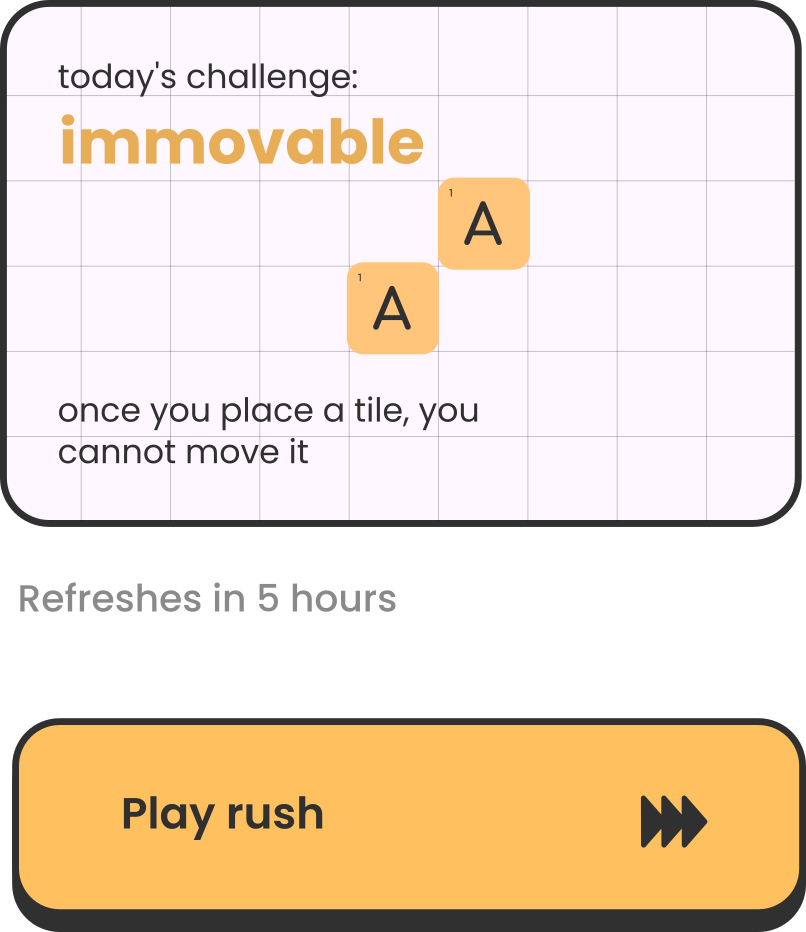 today's challenge:
immovable
1
A
1
A
once you place a tile, you
cannot move it
Refreshes in 5 hours
Play rush